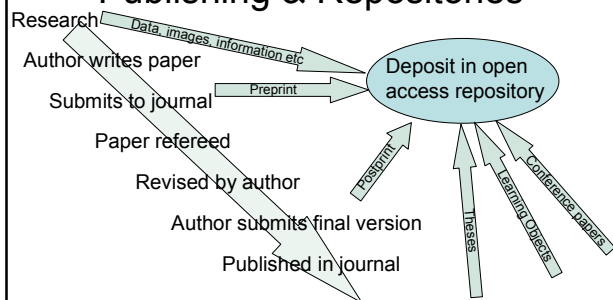 Publishing & Repositories
Research
Data, images, information etc
Author writes paper
Deposit in open
access repository
Submits to journal
Preprint
Paper refereed
Postprint
Revised by author
Theses
Learning Objects
Conference papers
Author submits final version
Published in journal